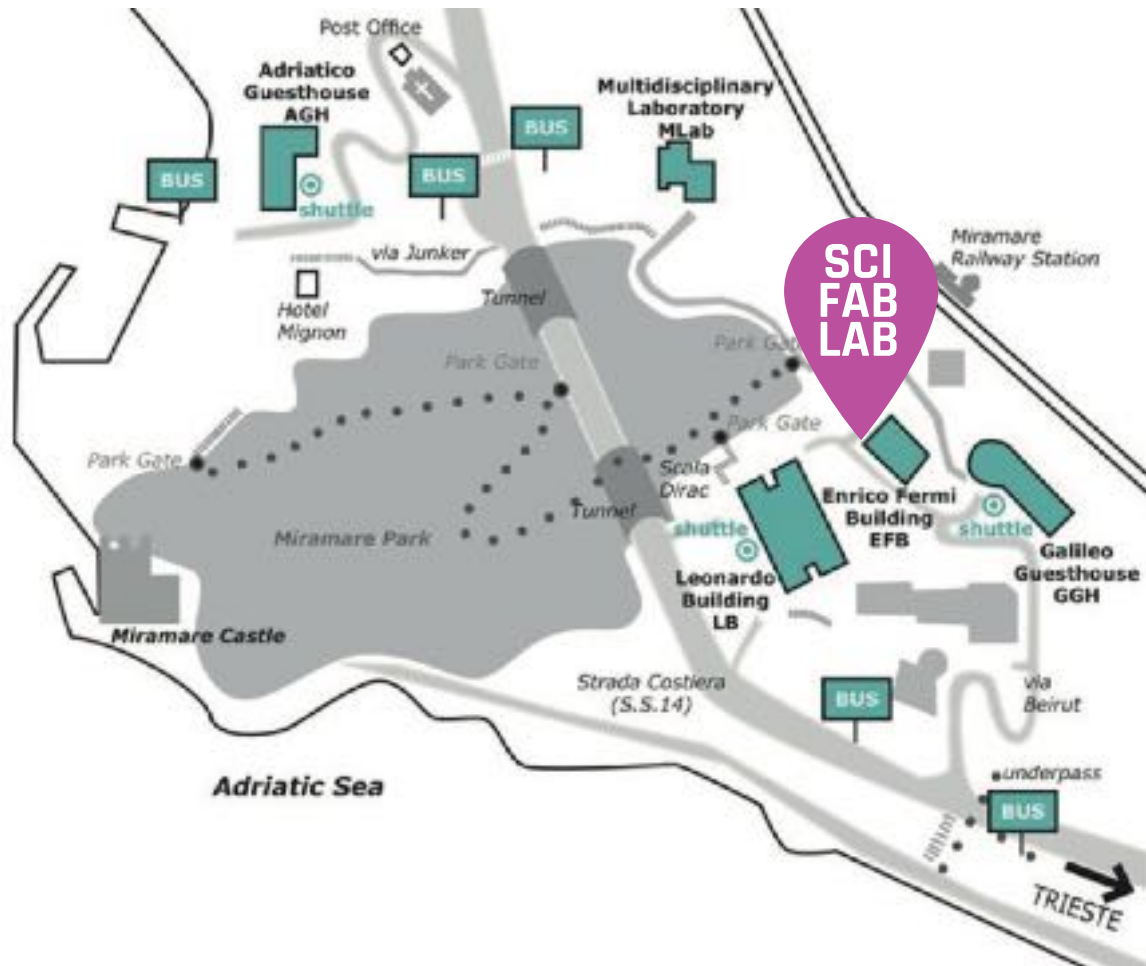 Post Office
Adriatico
Guesthouse
AGH
BUS
BUS
BUS
shuttle
Multidisciplinary
Laboratory
MLab
via Junker
Hotel
Mignon
Tunnel
SCI
FAB
LAB
Miramare
Railway Station
Park Gate
Park Gate
Park Gate
Park Gate
Scala
Dirac
Tunnel
Miramare Park
shuttle
Leonardo
Building
LB
Enrico Fermi
Building
EFB
shuttle
Galileo
Guesthouse
GGH
Miramare Castle
Strada Costiera
(S.S.14)
BUS
via
Beirut
Adriatic Sea
underpass
BUS
TRIESTE